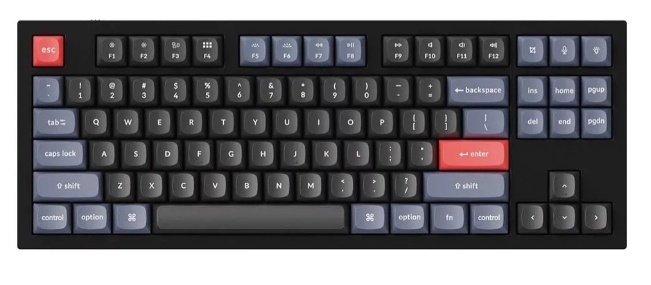 esc F1 F2 F3 F4 F5 F6 F7 F8 F9 F10 F11 F12
~ ! @ # $ % ^ & * ( ) — +
` 1 2 3 4 5 6 7 8 9 0 - = ← backspace ins home pgup
tab Q W E R T Y U I O P { } | del end pgdn
[ ] \
caps lock A S D F G H J K L : " ↵ enter
; '
⇧ shift Z X C V B N M < > ? ⇧ shift ^
, . /
control option ⌘ ⌘ option fn control < ⌄ >